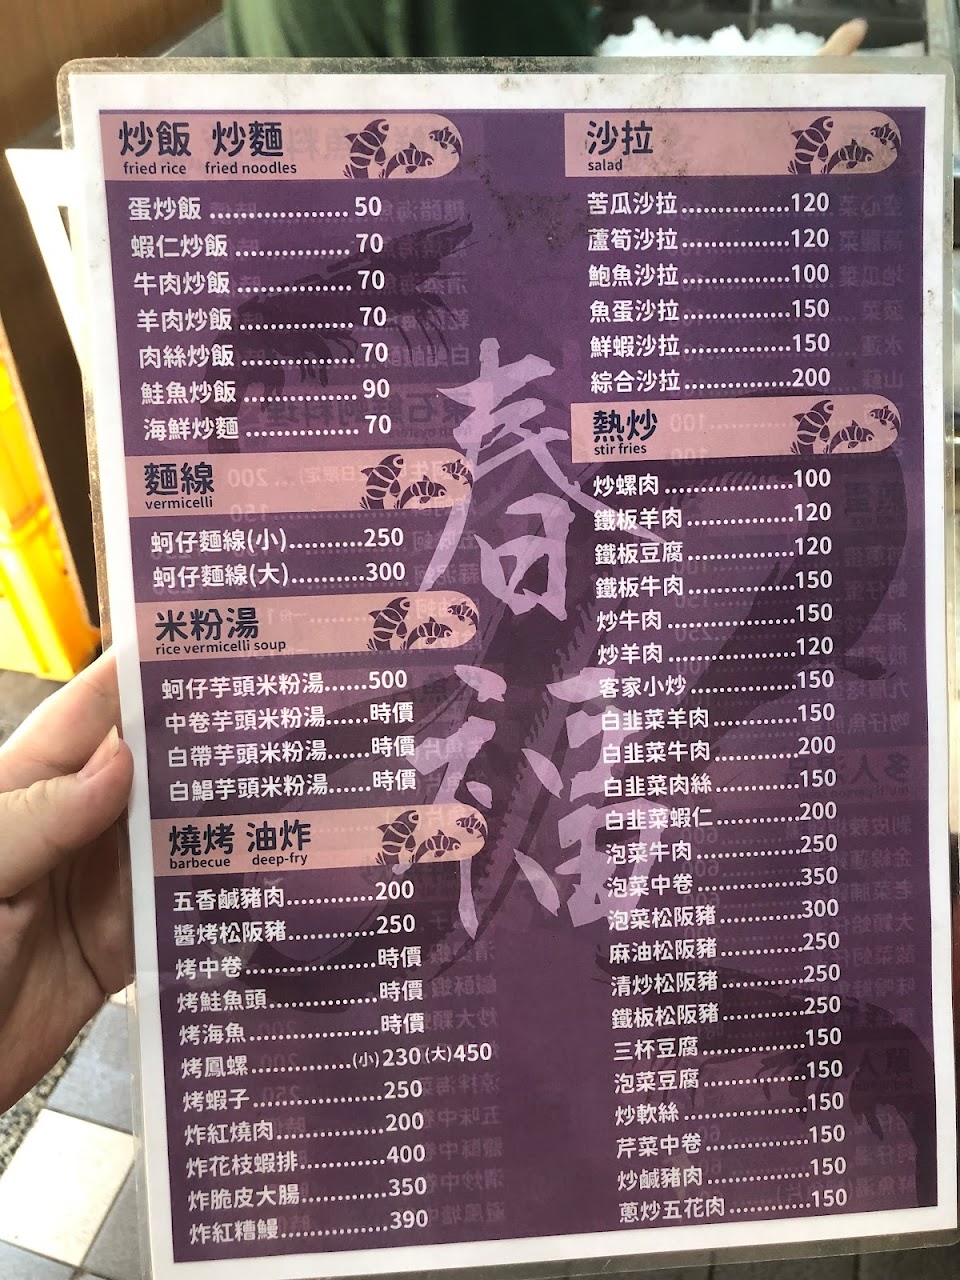 炒飯 炒麵
fried rice fried noodles
蛋炒飯 ................... 50
蝦仁炒飯 ................ 70
牛肉炒飯 ................ 70
羊肉炒飯 ................ 70
肉絲炒飯 ................ 70
鮭魚炒飯 ................ 90
海鮮炒麵 ................ 70
麵線
vermicelli
蚵仔麵線(小)...........250
蚵仔麵線(大)...........300
米粉湯
rice vermicelli soup
蚵仔芋頭米粉湯......500
中卷芋頭米粉湯......時價
白帶芋頭米粉湯......時價
白鯧芋頭米粉湯......時價
燒烤 油炸
barbecue deep-fry
五香鹹豬肉.............200
醬烤松阪豬.............250
烤中卷...................時價
烤鮭魚頭................時價
烤海魚...................時價
烤鳳螺..............(小)230(大)450
烤蝦子...................250
炸紅燒肉................200
炸花枝蝦排.............400
炸脆皮大腸.............350
炸紅糟鰻................390
春日
福
沙拉
salad
苦瓜沙拉...............120
蘆筍沙拉...............120
鮑魚沙拉...............100
魚蛋沙拉...............150
鮮蝦沙拉...............150
綜合沙拉...............200
熱炒
stir fries
炒螺肉..................100
鐵板羊肉...............120
鐵板豆腐...............120
鐵板牛肉...............150
炒牛肉..................150
炒羊肉..................120
客家小炒...............150
白韭菜羊肉............150
白韭菜牛肉............200
白韭菜肉絲............150
白韭菜蝦仁............200
泡菜牛肉...............250
泡菜中卷...............350
泡菜松阪豬............300
麻油松阪豬............250
清炒松阪豬............250
鐵板松阪豬............250
三杯豆腐...............150
泡菜豆腐...............150
炒軟絲..................150
芹菜中卷...............150
炒鹹豬肉...............150
蔥炒五花肉............150